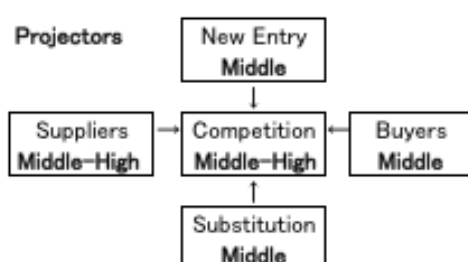 Projectors
New Entry
Middle
Suppliers
Middle-High
Competition
Middle-High
Buyers
Middle
Substitution
Middle